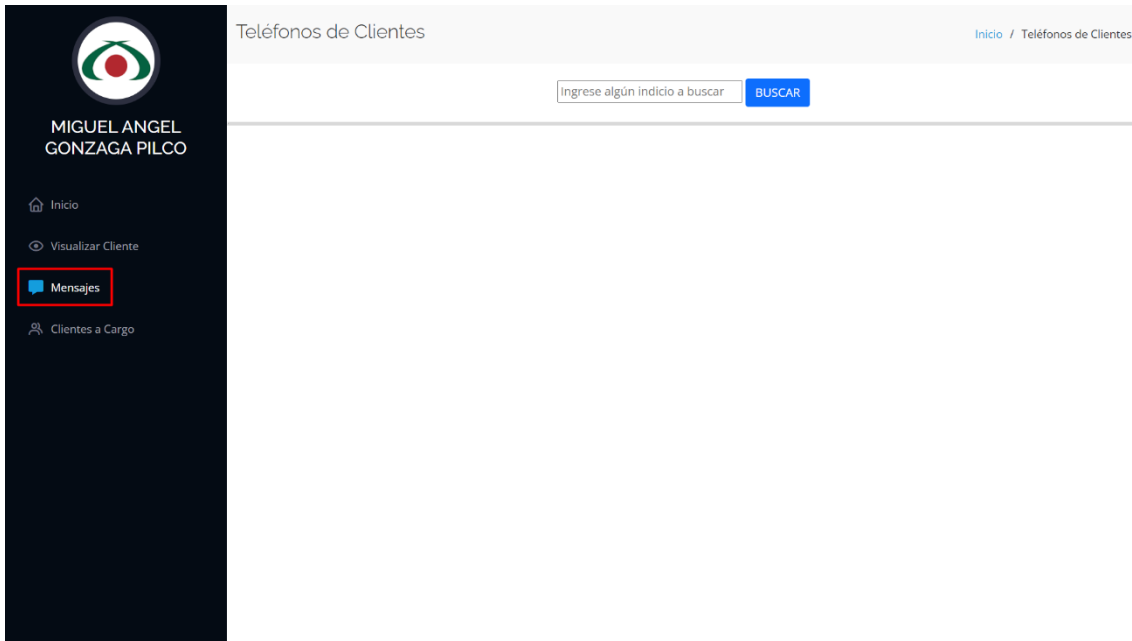 MIGUEL ANGEL
GONZAGA PILCO
Inicio
Visualizar Cliente
Mensajes
Clientes a Cargo
Teléfonos de Clientes
Inicio / Teléfonos de Clientes
Ingrese algún indicio a buscar
BUSCAR